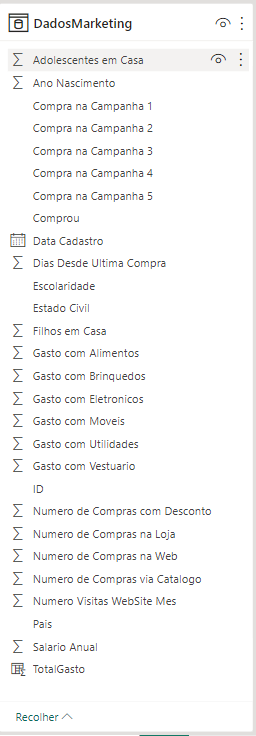 DadosMarketing
Adolescentes em Casa
Ano Nascimento
Compra na Campanha 1
Compra na Campanha 2
Compra na Campanha 3
Compra na Campanha 4
Compra na Campanha 5
Comprou
Data Cadastro
Dias Desde Ultima Compra
Escolaridade
Estado Civil
Filhos em Casa
Gasto com Alimentos
Gasto com Brinquedos
Gasto com Eletronicos
Gasto com Moveis
Gasto com Utilidades
Gasto com Vestuario
ID
Numero de Compras com Desconto
Numero de Compras na Loja
Numero de Compras na Web
Numero de Compras via Catalogo
Numero Visitas WebSite Mes
Pais
Salario Anual
TotalGasto
Recolher